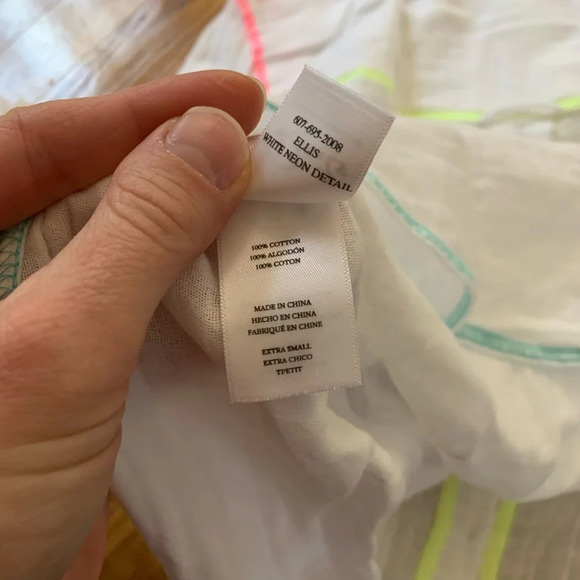 607-695-2008
ELLIS
WHITE NEON DETAIL
100% COTTON
100% ALGODÓN
100% COTON
MADE IN CHINA
HECHO EN CHINA
FABRIQUÉ EN CHINE
EXTRA SMALL
EXTRA CHICO
TPETIT